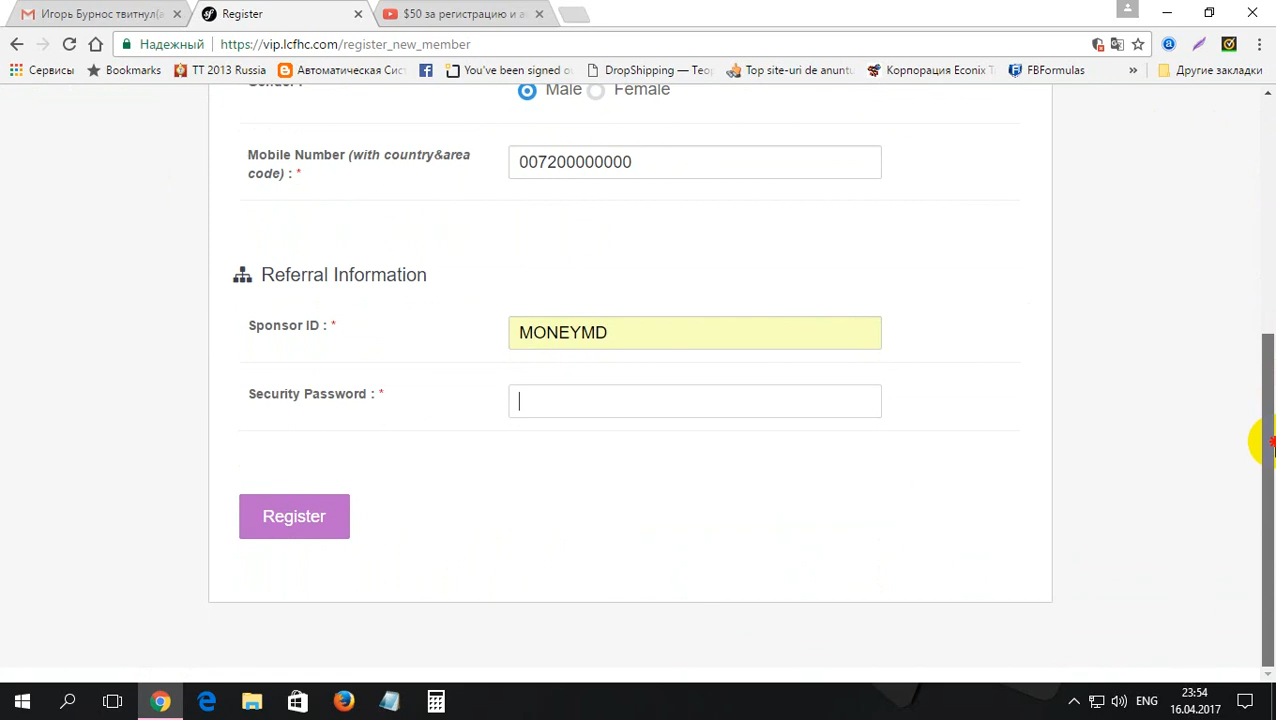 Игорь Бурнос твитнул(а
Register
$50 за регистрацию и а
Надежный
https://vip.lcfhc.com/register_new_member
Сервисы
Bookmarks
TT 2013 Russia
Автоматическая Сис
You've been signed o
DropShipping — Teo
Top site-uri de anuntu
Корпорация Econix T
FBFormulas
Другие закладки
Male
Female
Mobile Number (with country&area
code) : *
007200000000
Referral Information
Sponsor ID : *
MONEYMD
Security Password : *
Register
ENG
23:54
16.04.2017